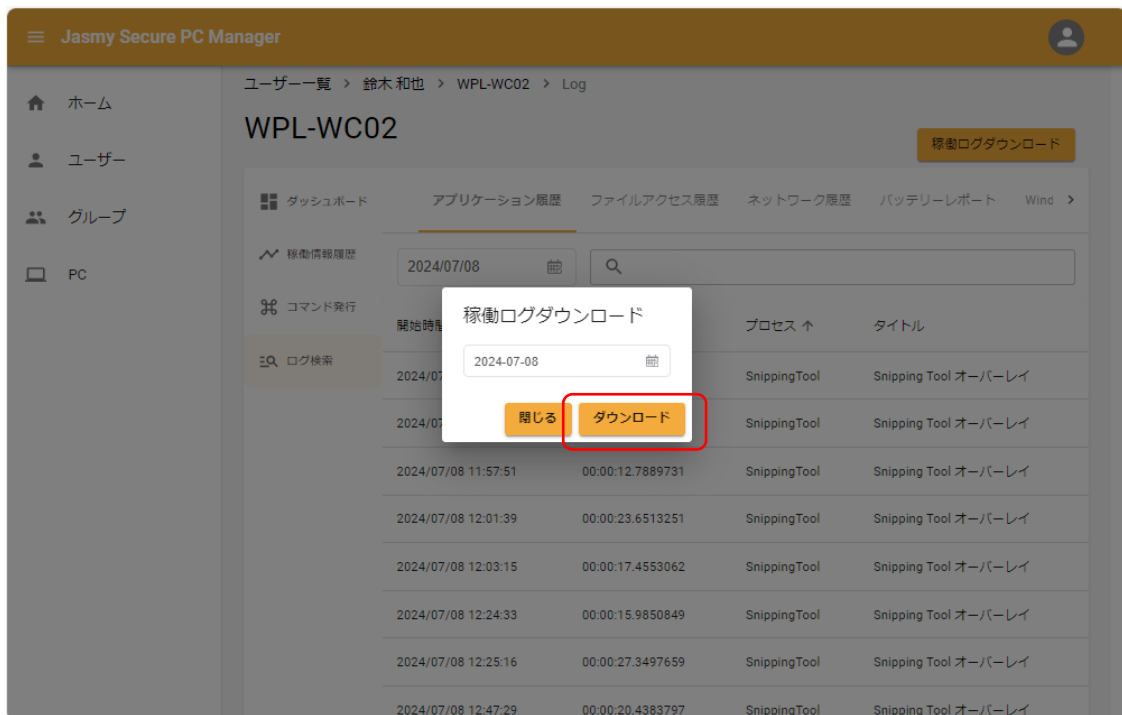 Jasmy Secure PC Manager
ホーム
ユーザー
グループ
PC
ユーザー一覧 > 鈴木 和也 > WPL-WC02 > Log
WPL-WC02
稼働ログダウンロード
ダッシュボード
稼働情報履歴
コマンド発行
ログ検索
アプリケーション履歴 ファイルアクセス履歴 ネットワーク履歴 バッテリーレポート Wind
2024/07/08
稼働ログダウンロード
2024-07-08
閉じる ダウンロード
開始時 プロセス ↑ タイトル
2024/07 SnippingTool Snipping Tool オーバーレイ
2024/07 SnippingTool Snipping Tool オーバーレイ
2024/07/08 11:57:51 00:00:12.7889731 SnippingTool Snipping Tool オーバーレイ
2024/07/08 12:01:39 00:00:23.6513251 SnippingTool Snipping Tool オーバーレイ
2024/07/08 12:03:15 00:00:17.4553062 SnippingTool Snipping Tool オーバーレイ
2024/07/08 12:24:33 00:00:15.9850849 SnippingTool Snipping Tool オーバーレイ
2024/07/08 12:25:16 00:00:27.3497659 SnippingTool Snipping Tool オーバーレイ
2024/07/08 12:47:29 00:00:20.4383797 SnippingTool Snipping Tool オーバーレイ